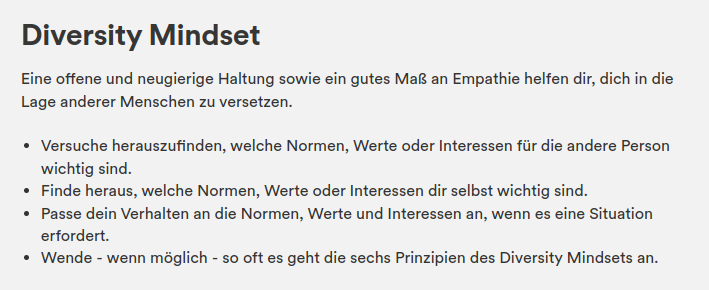 Diversity Mindset
Eine offene und neugierige Haltung sowie ein gutes Maß an Empathie helfen dir, dich in die
Lage anderer Menschen zu versetzen.
• Versuche herauszufinden, welche Normen, Werte oder Interessen für die andere Person
wichtig sind.
• Finde heraus, welche Normen, Werte oder Interessen dir selbst wichtig sind.
• Passe dein Verhalten an die Normen, Werte und Interessen an, wenn es eine Situation
erfordert.
• Wende - wenn möglich - so oft es geht die sechs Prinzipien des Diversity Mindsets an.